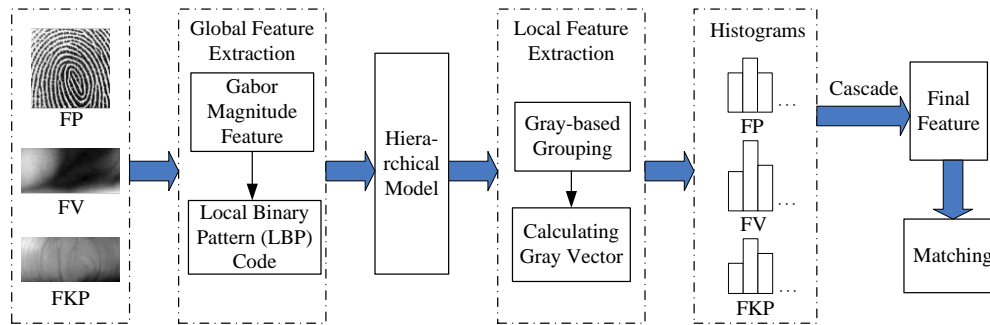 FP
FV
FKP
Global Feature
Extraction
Gabor
Magnitude
Feature
Local Binary
Pattern (LBP)
Code
Hiera-
rchical
Model
Local Feature
Extraction
Gray-based
Grouping
Calculating
Gray Vector
Histograms
...
FP
...
FV
...
FKP
Cascade
Final
Feature
Matching